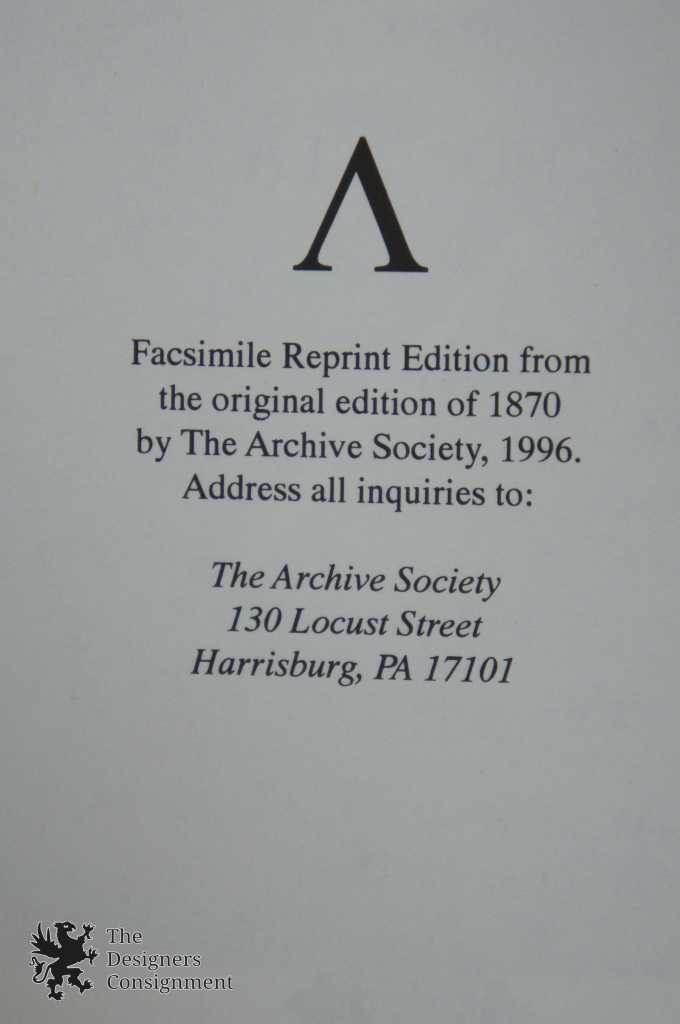 Λ
Facsimile Reprint Edition from
the original edition of 1870
by The Archive Society, 1996.
Address all inquiries to:
The Archive Society
130 Locust Street
Harrisburg, PA 17101
The
Designers
Consignment